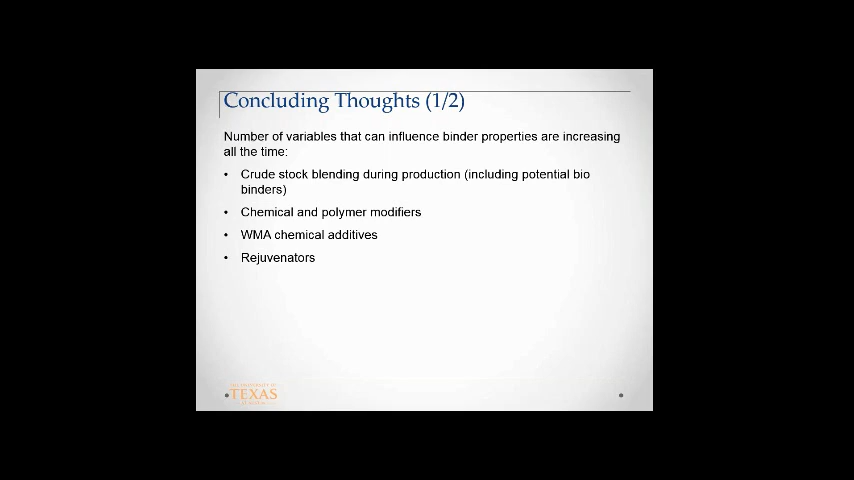 Concluding Thoughts (1/2)
Number of variables that can influence binder properties are increasing
all the time:
• Crude stock blending during production (including potential bio
binders)
• Chemical and polymer modifiers
• WMA chemical additives
• Rejuvenators
THE UNIVERSITY OF
TEXAS